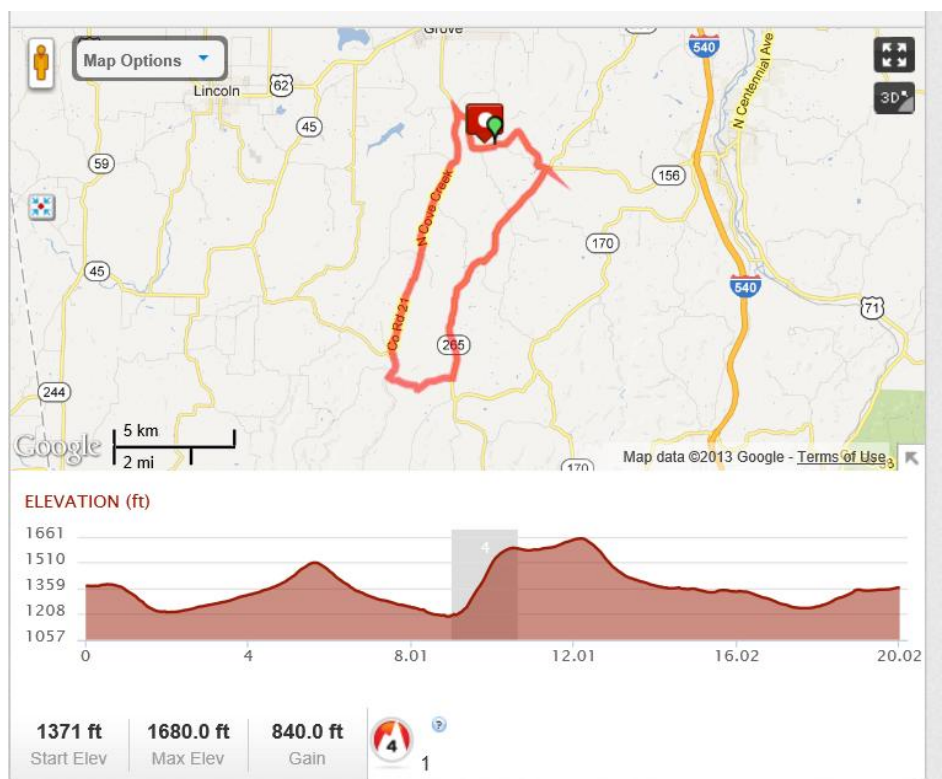 Grove
Map Options
540
N Centennial Ave
3D
Lincoln
62
45
59
156
N Cove Creek
170
45
540
71
Co Rd 21
265
244
5 km
2 mi
Google
170
Map data ©2013 Google - Terms of Use
ELEVATION (ft)
1661
1510
1359
1208
1057
4
0
4
8.01
12.01
16.02
20.02
1371 ft
1680.0 ft
840.0 ft
4
?
1
Start Elev
Max Elev
Gain